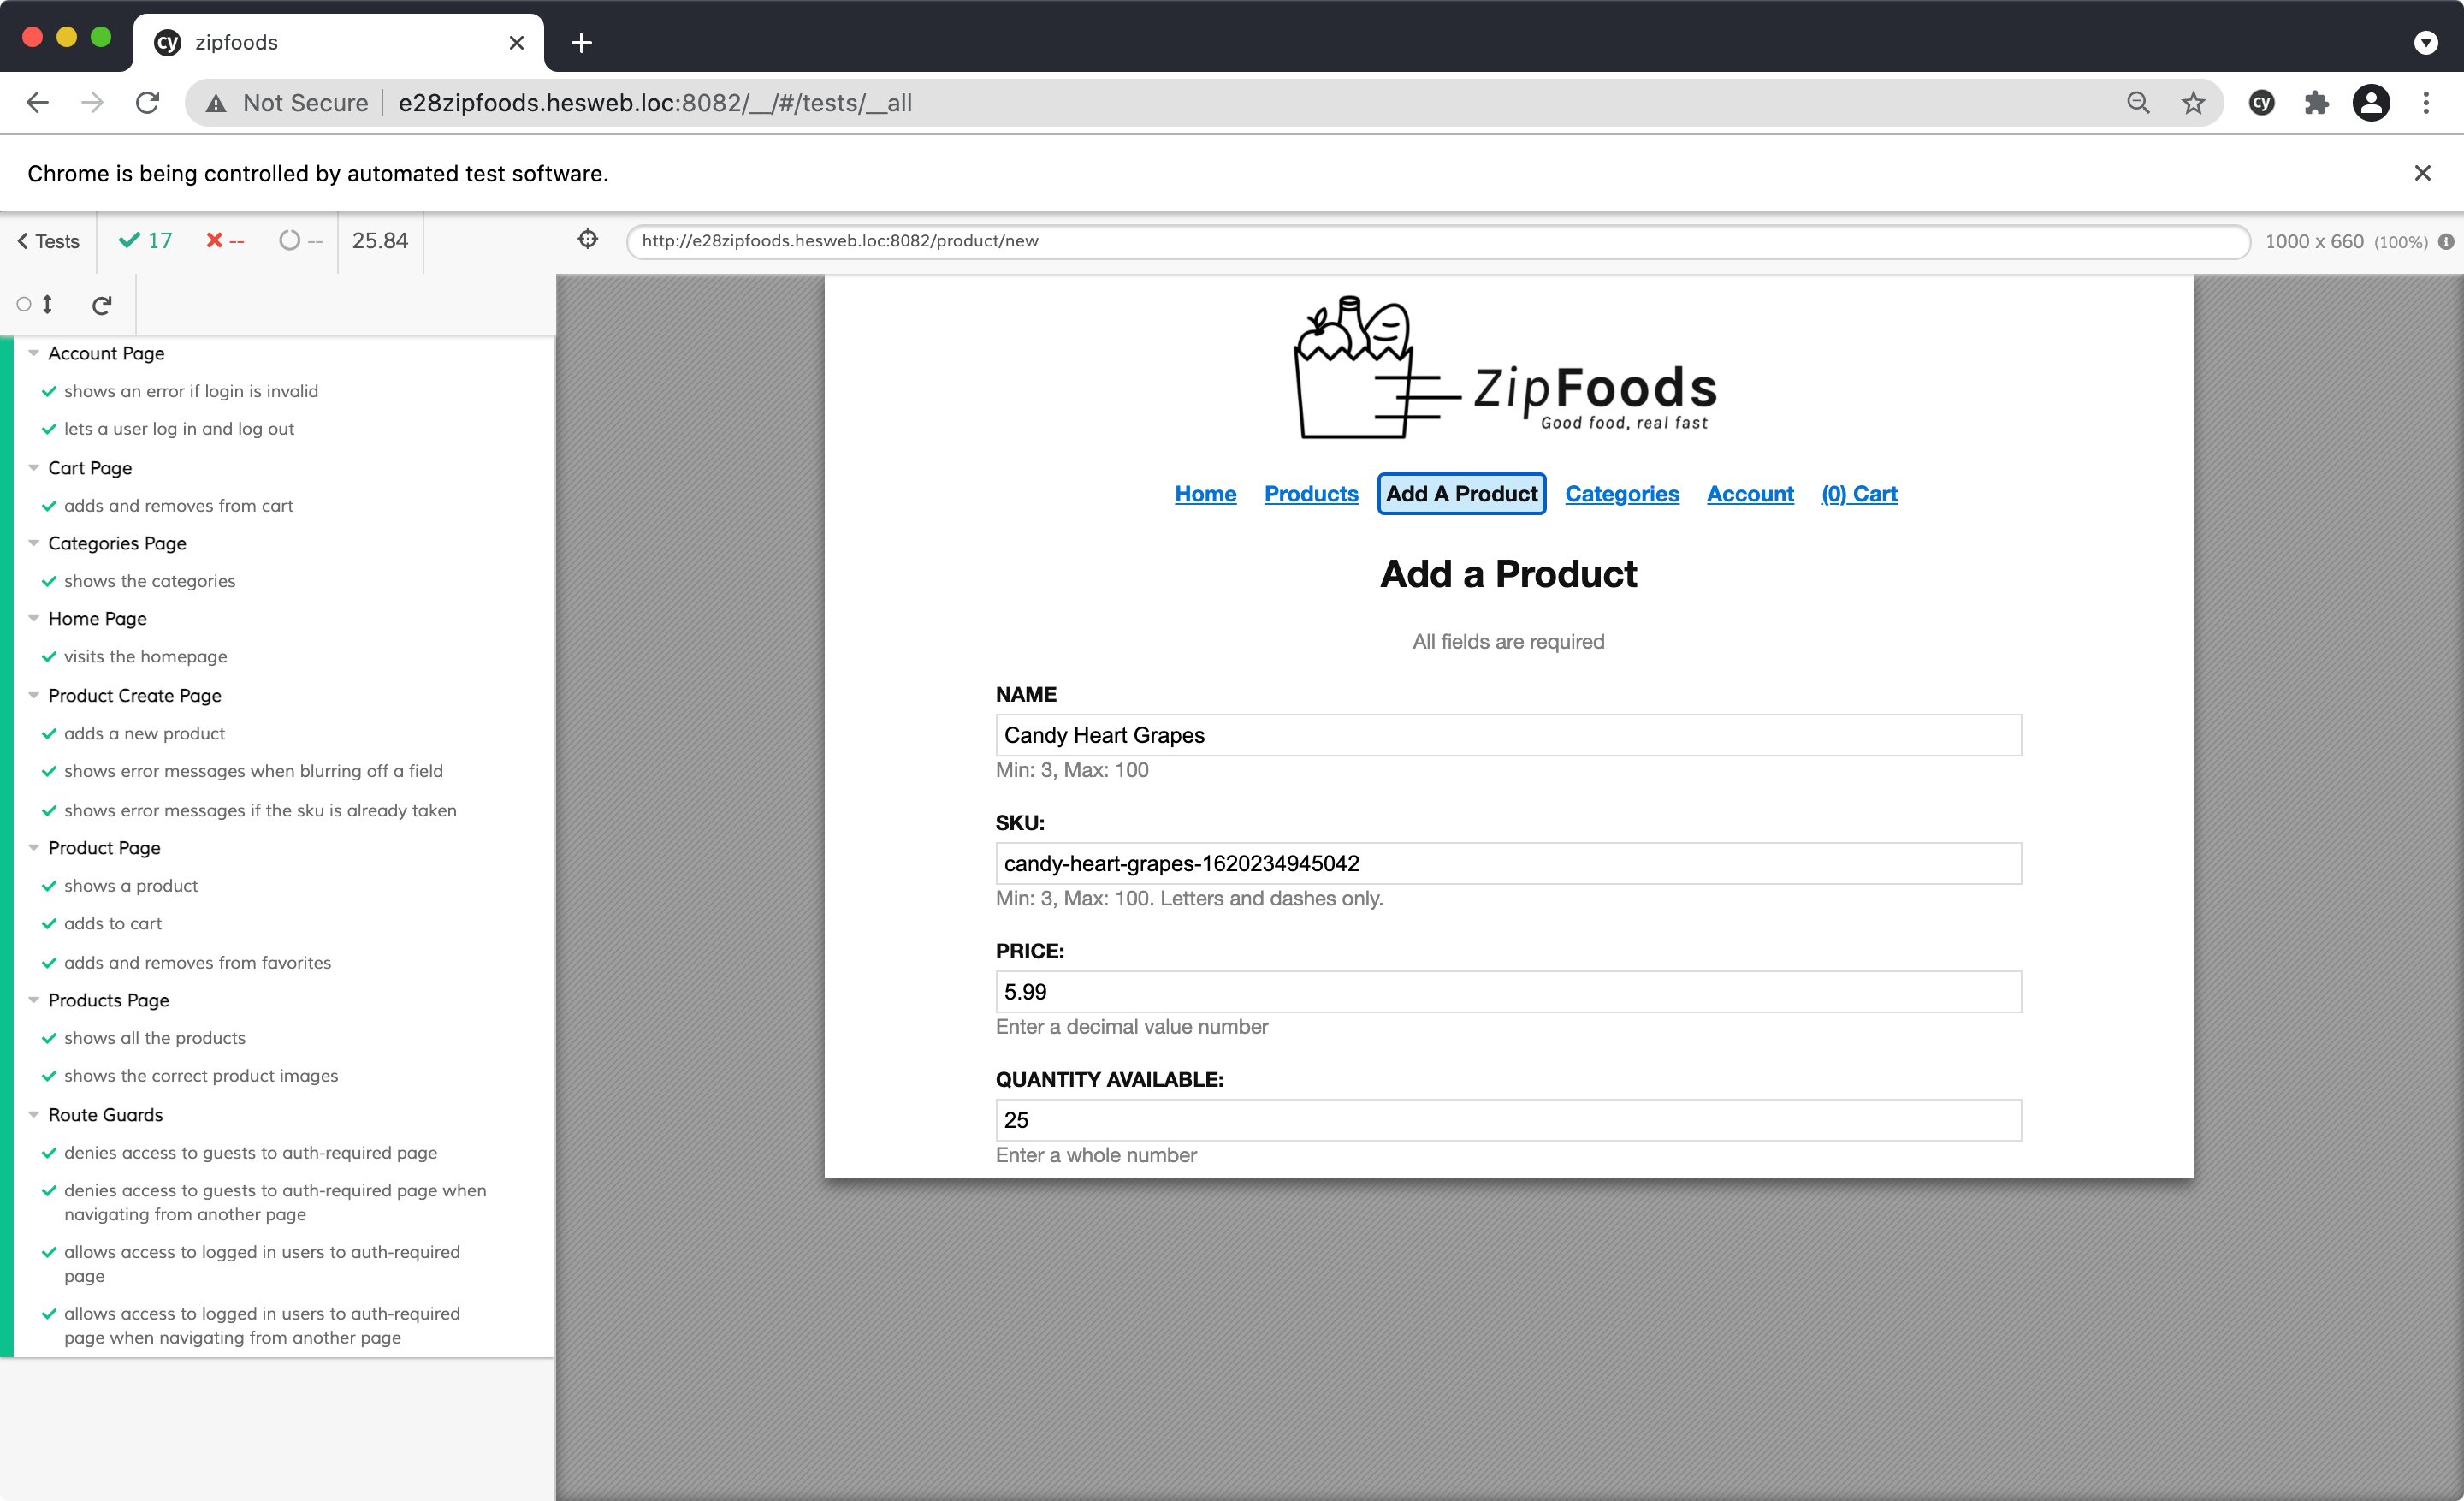 zipfoods
Not Secure e28zipfoods.hesweb.loc:8082/__/#/tests/__all
Chrome is being controlled by automated test software.
Tests 17 -- -- 25.84 http://e28zipfoods.hesweb.loc:8082/product/new 1000 x 660 (100%)
Account Page
shows an error if login is invalid
lets a user log in and log out
Cart Page
adds and removes from cart
Categories Page
shows the categories
Home Page
visits the homepage
Product Create Page
adds a new product
shows error messages when blurring off a field
shows error messages if the sku is already taken
Product Page
shows a product
adds to cart
adds and removes from favorites
Products Page
shows all the products
shows the correct product images
Route Guards
denies access to guests to auth-required page
denies access to guests to auth-required page when
navigating from another page
allows access to logged in users to auth-required
page
allows access to logged in users to auth-required
page when navigating from another page
ZipFoods
Good food, real fast
Home Products Add A Product Categories Account (0) Cart
Add a Product
All fields are required
NAME
Candy Heart Grapes
Min: 3, Max: 100
SKU:
candy-heart-grapes-1620234945042
Min: 3, Max: 100. Letters and dashes only.
PRICE:
5.99
Enter a decimal value number
QUANTITY AVAILABLE:
25
Enter a whole number